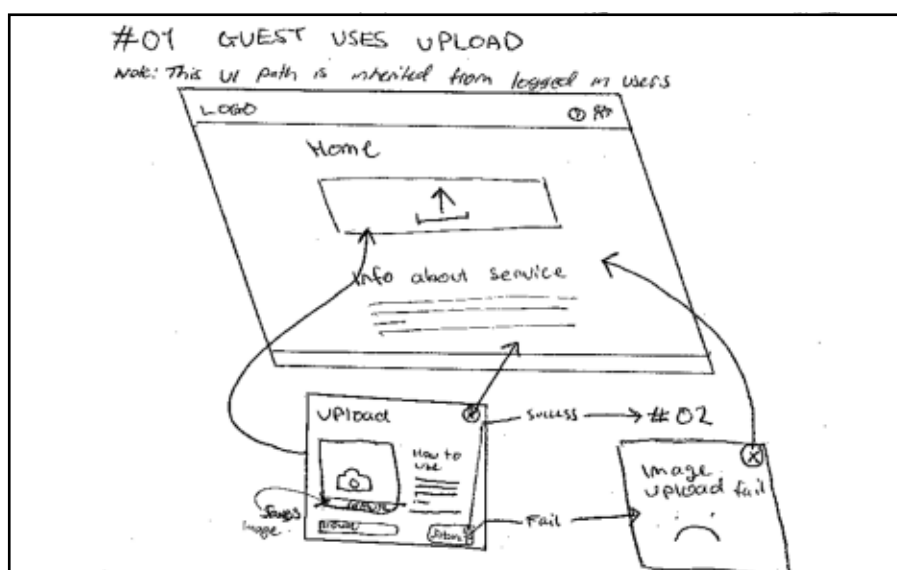 #01 GUEST USES UPLOAD
Note: This UI path is inherited from logged in users
LOGO
?
Home
Info about service
Upload
X
success
#02
How to use
image
Fail
X
Image
upload fail